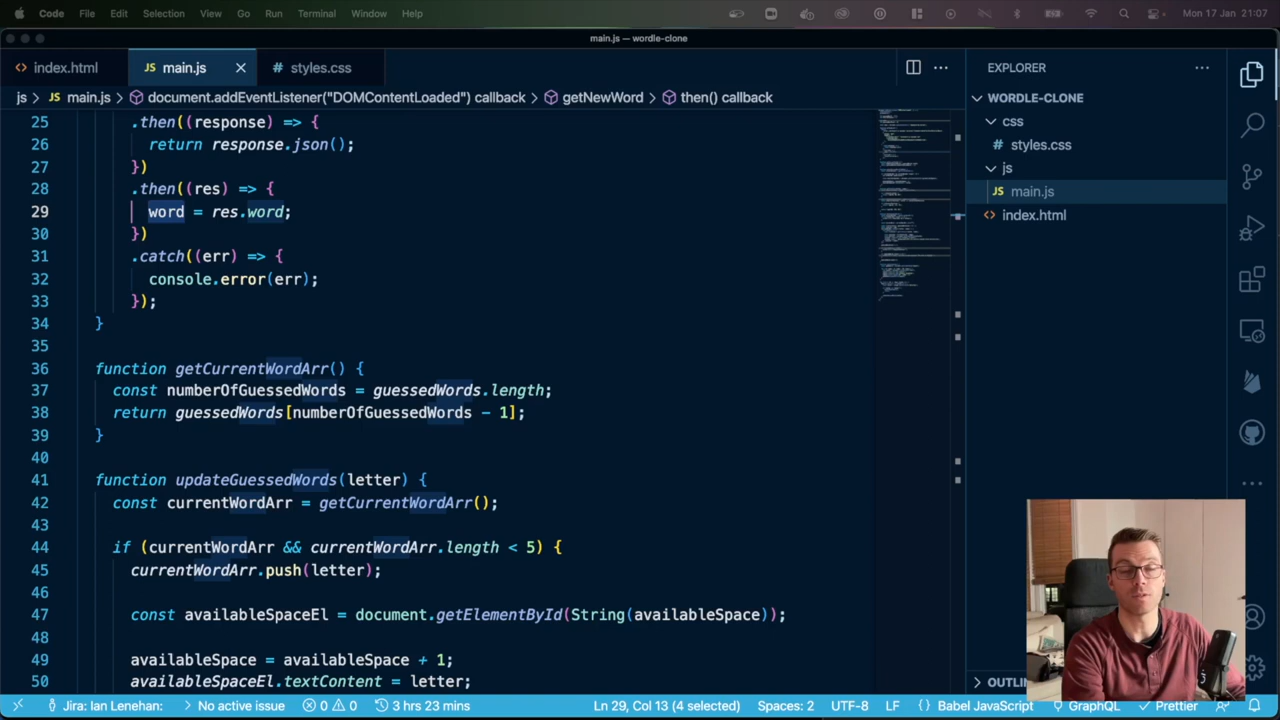 Code File Edit Selection View Go Run Terminal Window Help Mon 17 Jan 21:07
main.js — wordle-clone
index.html JS main.js styles.css EXPLORER
js > JS main.js > document.addEventListener("DOMContentLoaded") callback > getNewWord > then() callback
WORDLE-CLONE
css
styles.css
js
JS main.js
index.html
25 .then((response) => {
26 return response.json();
27 })
28 .then((res) => {
29 word = res.word;
30 })
31 .catch((err) => {
32 console.error(err);
33 });
34 }
35
36 function getCurrentWordArr() {
37 const numberOfGuessedWords = guessedWords.length;
38 return guessedWords[numberOfGuessedWords - 1];
39 }
40
41 function updateGuessedWords(letter) {
42 const currentWordArr = getCurrentWordArr();
43
44 if (currentWordArr && currentWordArr.length < 5) {
45 currentWordArr.push(letter);
46
47 const availableSpaceEl = document.getElementById(String(availableSpace));
48
49 availableSpace = availableSpace + 1;
50 availableSpaceEl.textContent = letter;
Jira: Ian Lenehan: No active issue 0 0 3 hrs 23 mins Ln 29, Col 13 (4 selected) Spaces: 2 UTF-8 LF Babel JavaScript GraphQL Prettier